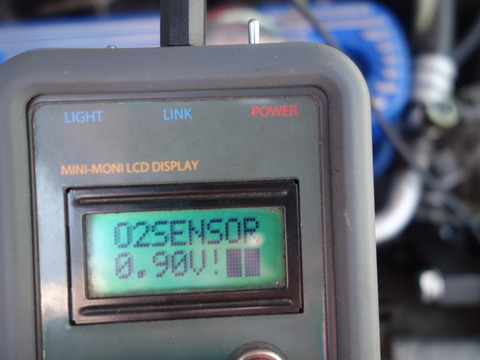 LIGHT LINK POWER
MINI-MONI LCD DISPLAY
O2SENSOR
0.90V!